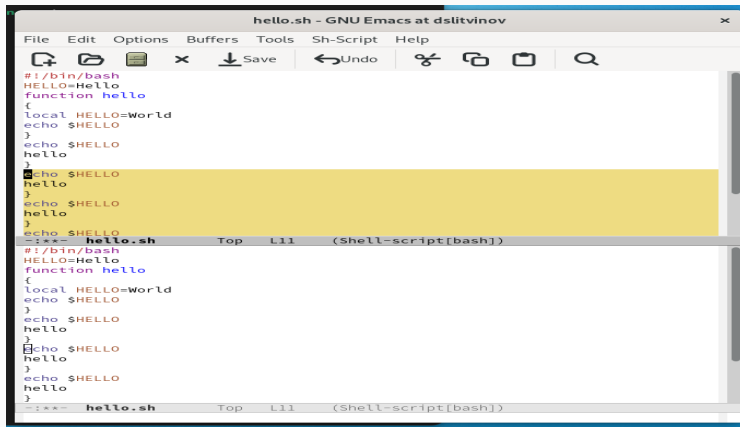 hello.sh - GNU Emacs at dslitvinov
File Edit Options Buffers Tools Sh-Script Help
Save Undo
#!/bin/bash
HELLO=Hello
function hello
{
local HELLO=World
echo $HELLO
}
echo $HELLO
hello
}
echo $HELLO
hello
}
echo $HELLO
hello
}
echo $HELLO
-:**- hello.sh Top L11 (Shell-script[bash])
#!/bin/bash
HELLO=Hello
function hello
{
local HELLO=World
echo $HELLO
}
echo $HELLO
hello
}
echo $HELLO
hello
}
echo $HELLO
hello
}
-:**- hello.sh Top L11 (Shell-script[bash])